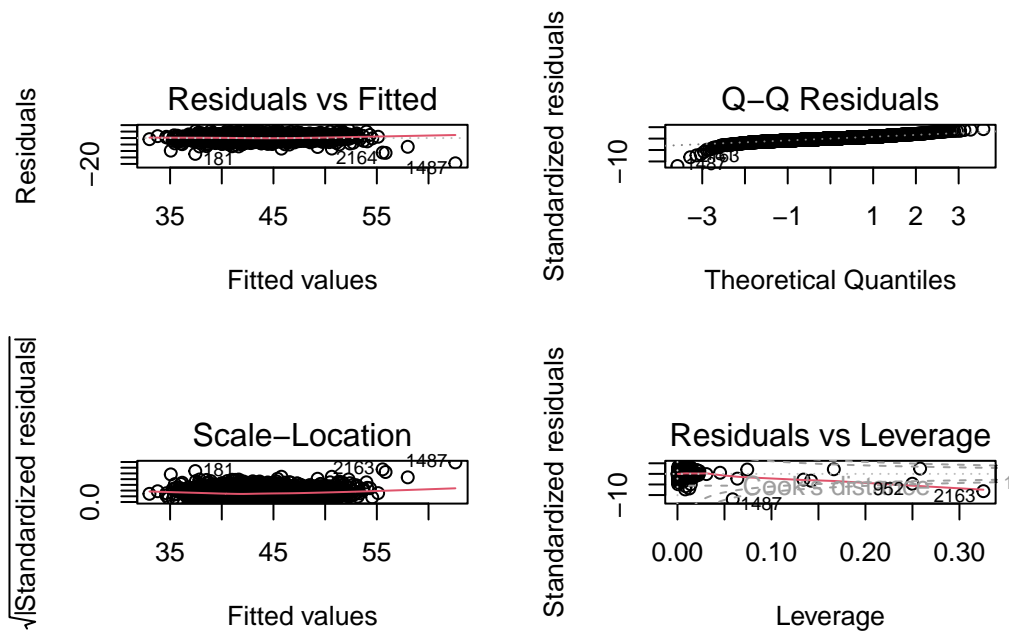 Residuals vs Fitted
Residuals
−20
181
2164
1487
35 45 55
Fitted values
Q−Q Residuals
Standardized residuals
−10
1487
−3 −1 1 2 3
Theoretical Quantiles
Scale−Location
√|Standardized residuals|
0.0
181
2163
1487
35 45 55
Fitted values
Residuals vs Leverage
Standardized residuals
−10
Cook's distance
1487
952
2163
1
0.00 0.10 0.20 0.30
Leverage